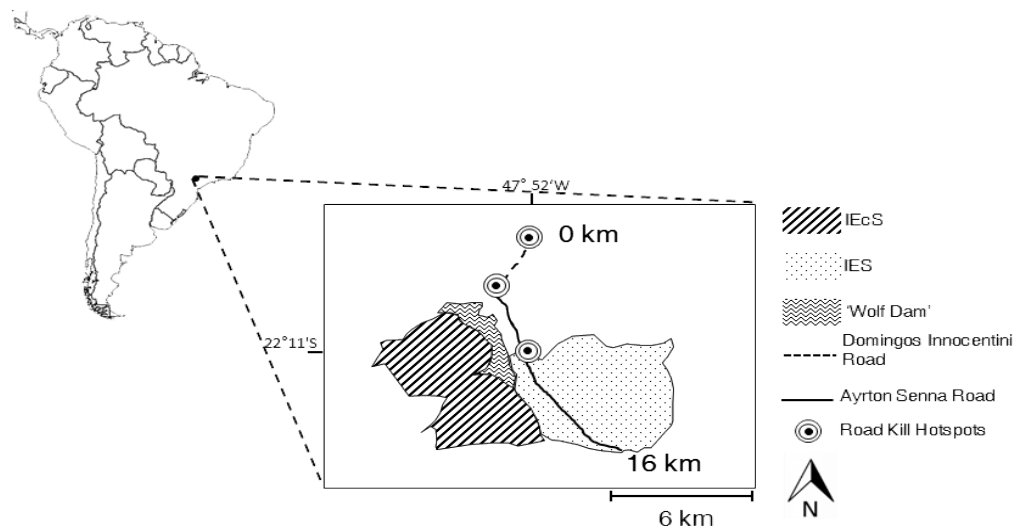 47° 52'W
0 km
22°11'S
16 km
6 km
IEcS
IES
'Wolf Dam'
Domingos Innocentini
Road
Ayrton Senna Road
Road Kill Hotspots
N